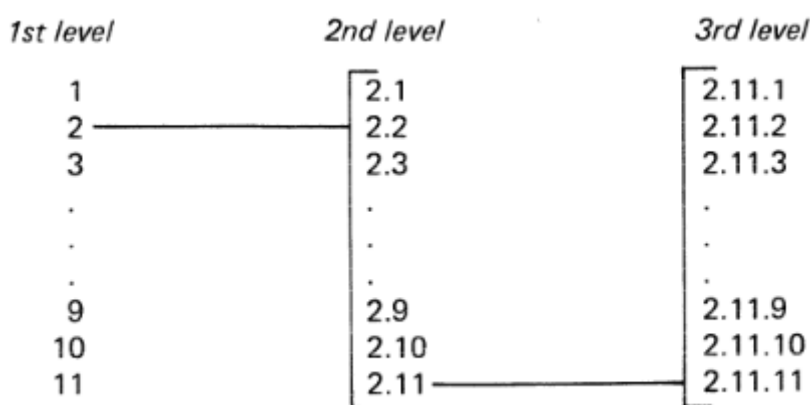 1st level 2nd level 3rd level
1 2.1 2.11.1
2 2.2 2.11.2
3 2.3 2.11.3
. . .
. . .
. . .
9 2.9 2.11.9
10 2.10 2.11.10
11 2.11 2.11.11